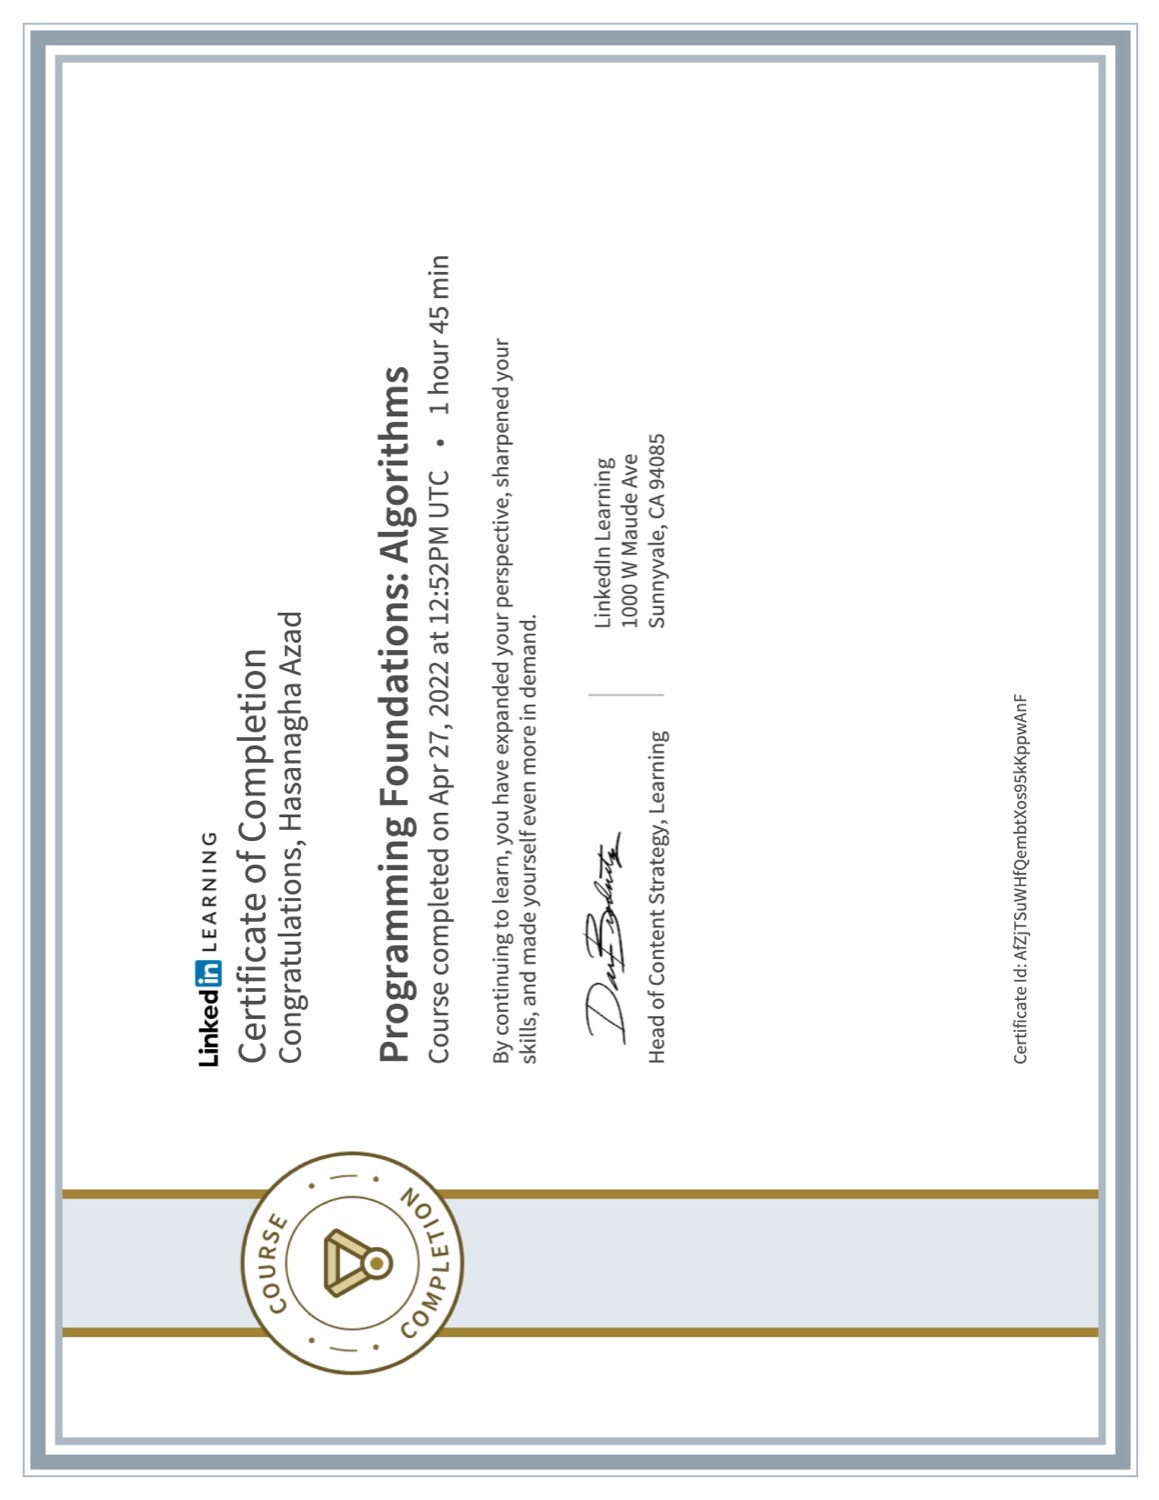 COURSE
COMPLETION
Linked in LEARNING
Certificate of Completion
Congratulations, Hasanagha Azad
Programming Foundations: Algorithms
Course completed on Apr 27, 2022 at 12:52PM UTC • 1 hour 45 min
By continuing to learn, you have expanded your perspective, sharpened your
skills, and made yourself even more in demand.
Head of Content Strategy, Learning
LinkedIn Learning
1000 W Maude Ave
Sunnyvale, CA 94085
Certificate Id: AfZjTSuWHfQembtXos95kKppwAnF